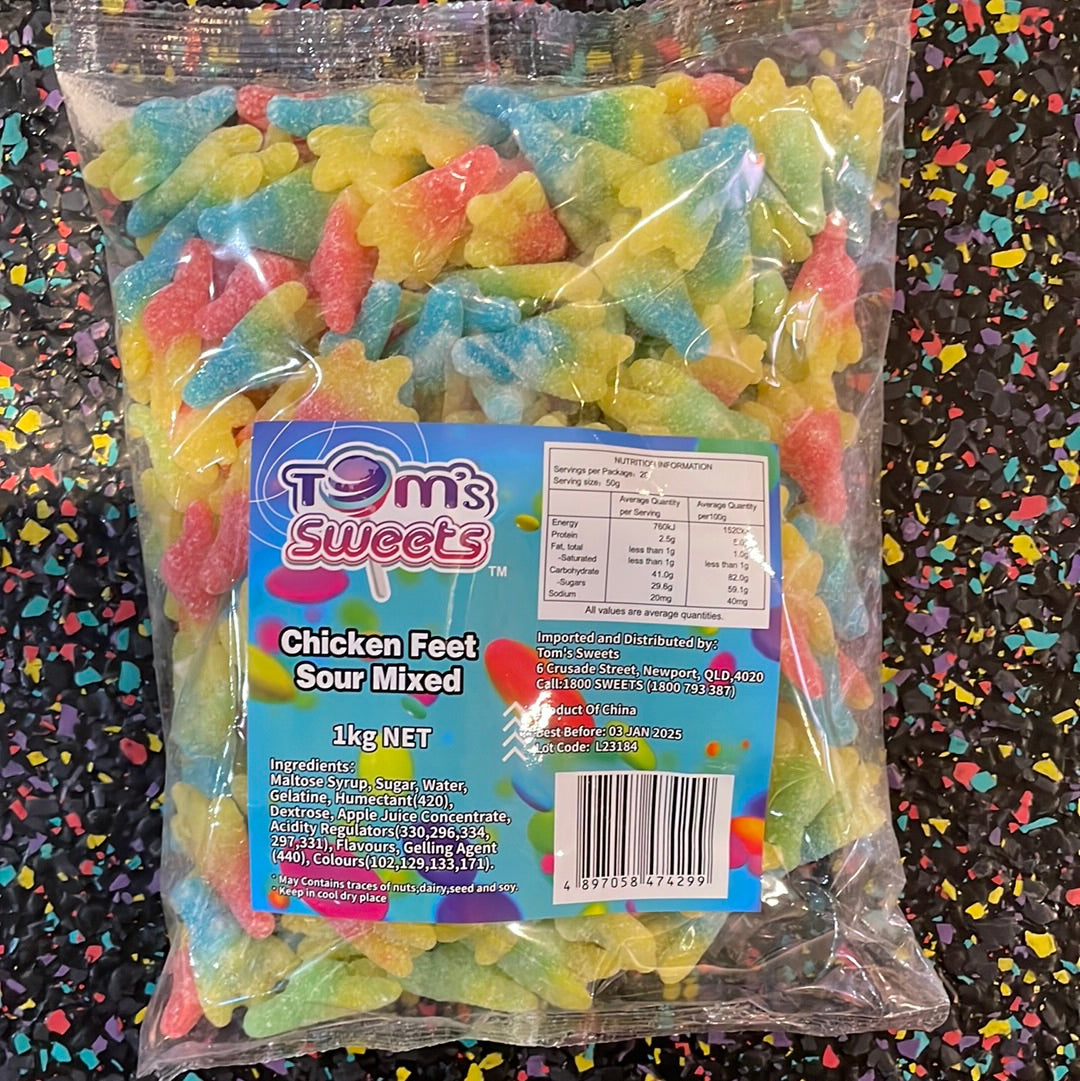 Tom's
Sweets
TM
Chicken Feet
Sour Mixed
1kg NET
Ingredients:
Maltose Syrup, Sugar, Water,
Gelatine, Humectant(420),
Dextrose, Apple Juice Concentrate,
Acidity Regulators(330,296,334,
297,331), Flavours, Gelling Agent
(440), Colours(102,129,133,171).
* May Contains traces of nuts,dairy,seed and soy.
* Keep in cool dry place
NUTRITION INFORMATION
Servings per Package:
Serving size: 50g
Average Quantity
per Serving
Average Quantity
per100g
Energy 760kJ
Protein 2.5g
Fat, total less than 1g 1.0g
-Saturated less than 1g less than 1g
Carbohydrate 41.0g 82.0g
-Sugars 29.6g 59.1g
Sodium 20mg 40mg
All values are average quantities.
Imported and Distributed by:
Tom's Sweets
6 Crusade Street, Newport, QLD,4020
Call:1800 SWEETS (1800 793 387)
Product Of China
Best Before: 03 JAN 2025
Lot Code: L23184
4 897058 474299